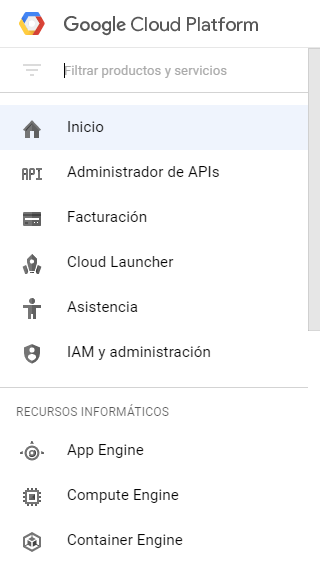 Google Cloud Platform
Filtrar productos y servicios
Inicio
API Administrador de APIs
Facturación
Cloud Launcher
Asistencia
IAM y administración
RECURSOS INFORMÁTICOS
App Engine
Compute Engine
Container Engine